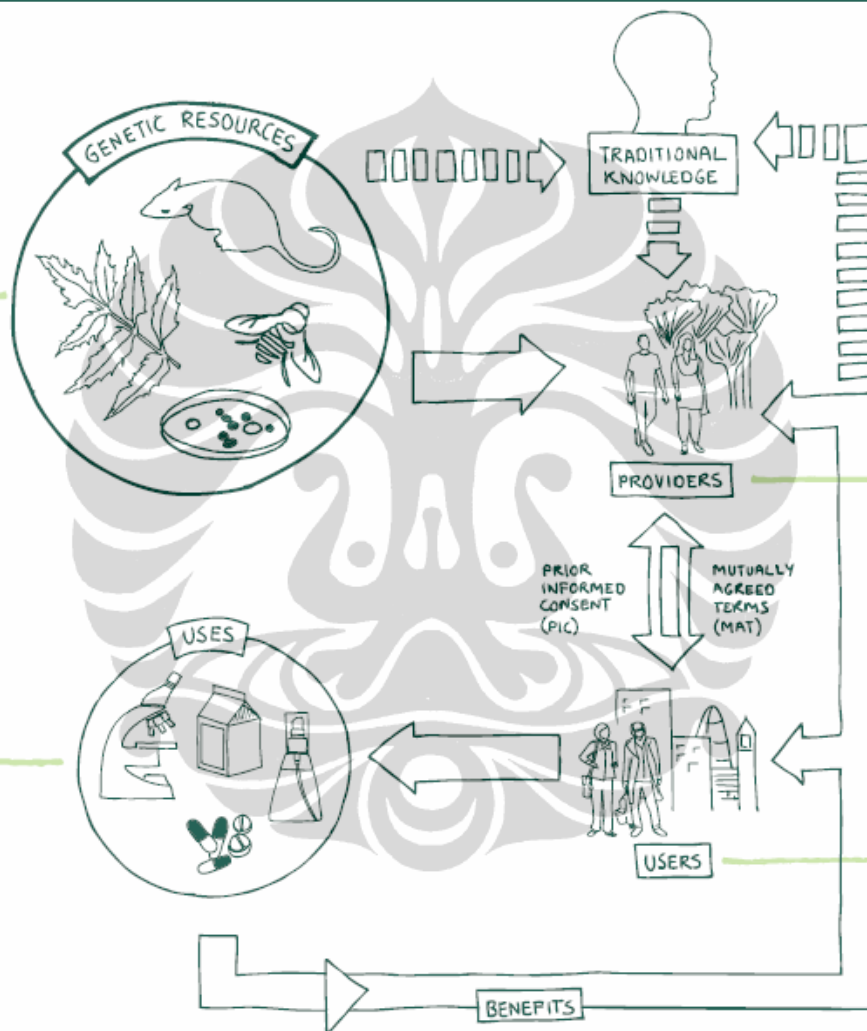 GENETIC RESOURCES
TRADITIONAL
KNOWLEDGE
PROVIDERS
PRIOR
INFORMED
CONSENT
(PIC)
MUTUALLY
AGREED
TERMS
(MAT)
USES
USERS
BENEFITS